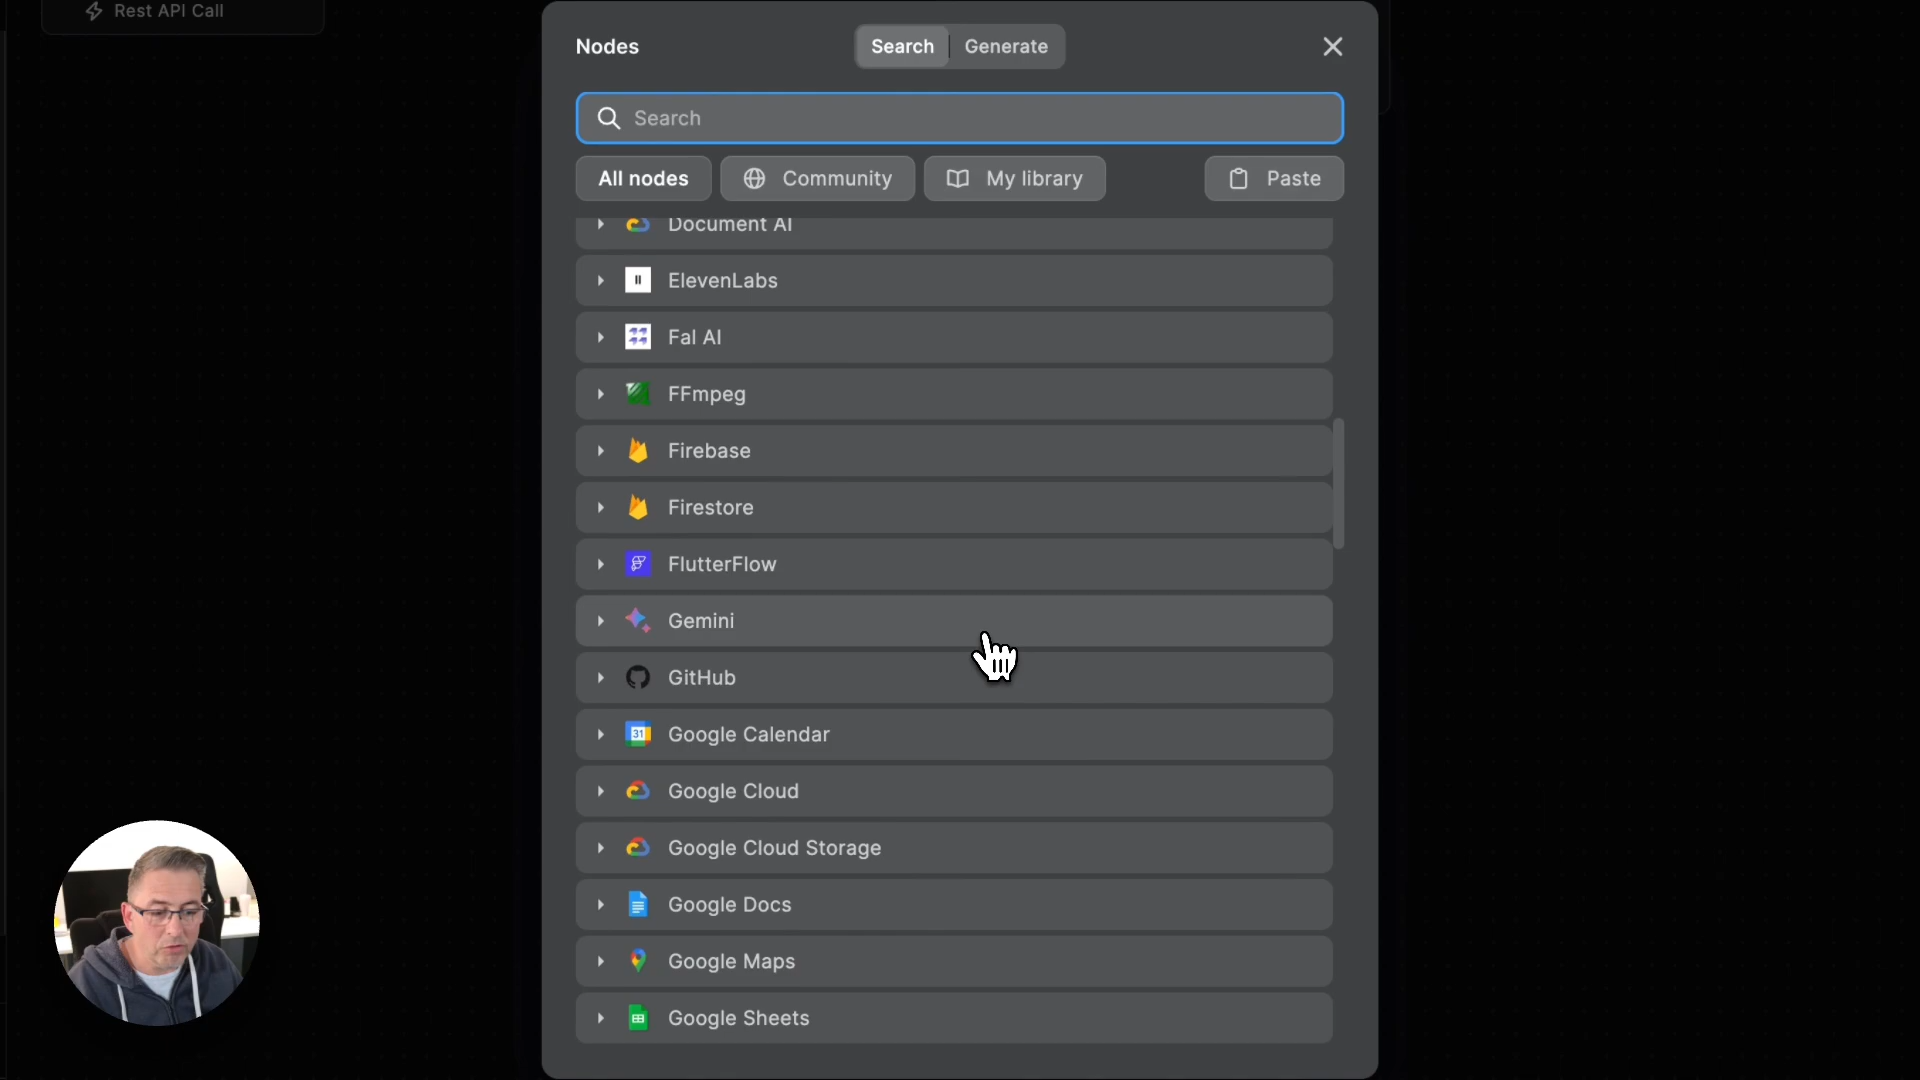 Rest API Call
Nodes
Search
Generate
Search
All nodes
Community
My library
Paste
Document AI
ElevenLabs
Fal AI
FFmpeg
Firebase
Firestore
FlutterFlow
Gemini
GitHub
31
Google Calendar
Google Cloud
Google Cloud Storage
Google Docs
Google Maps
Google Sheets